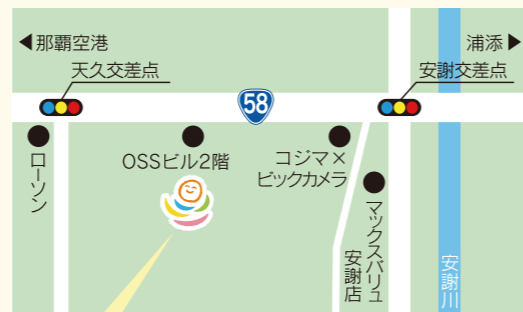 ◀那覇空港
浦添▶
天久交差点
安謝交差点
58
ローソン
OSSビル2階
コジマ×
ビックカメラ
マックスバリュ
安謝店
安謝川